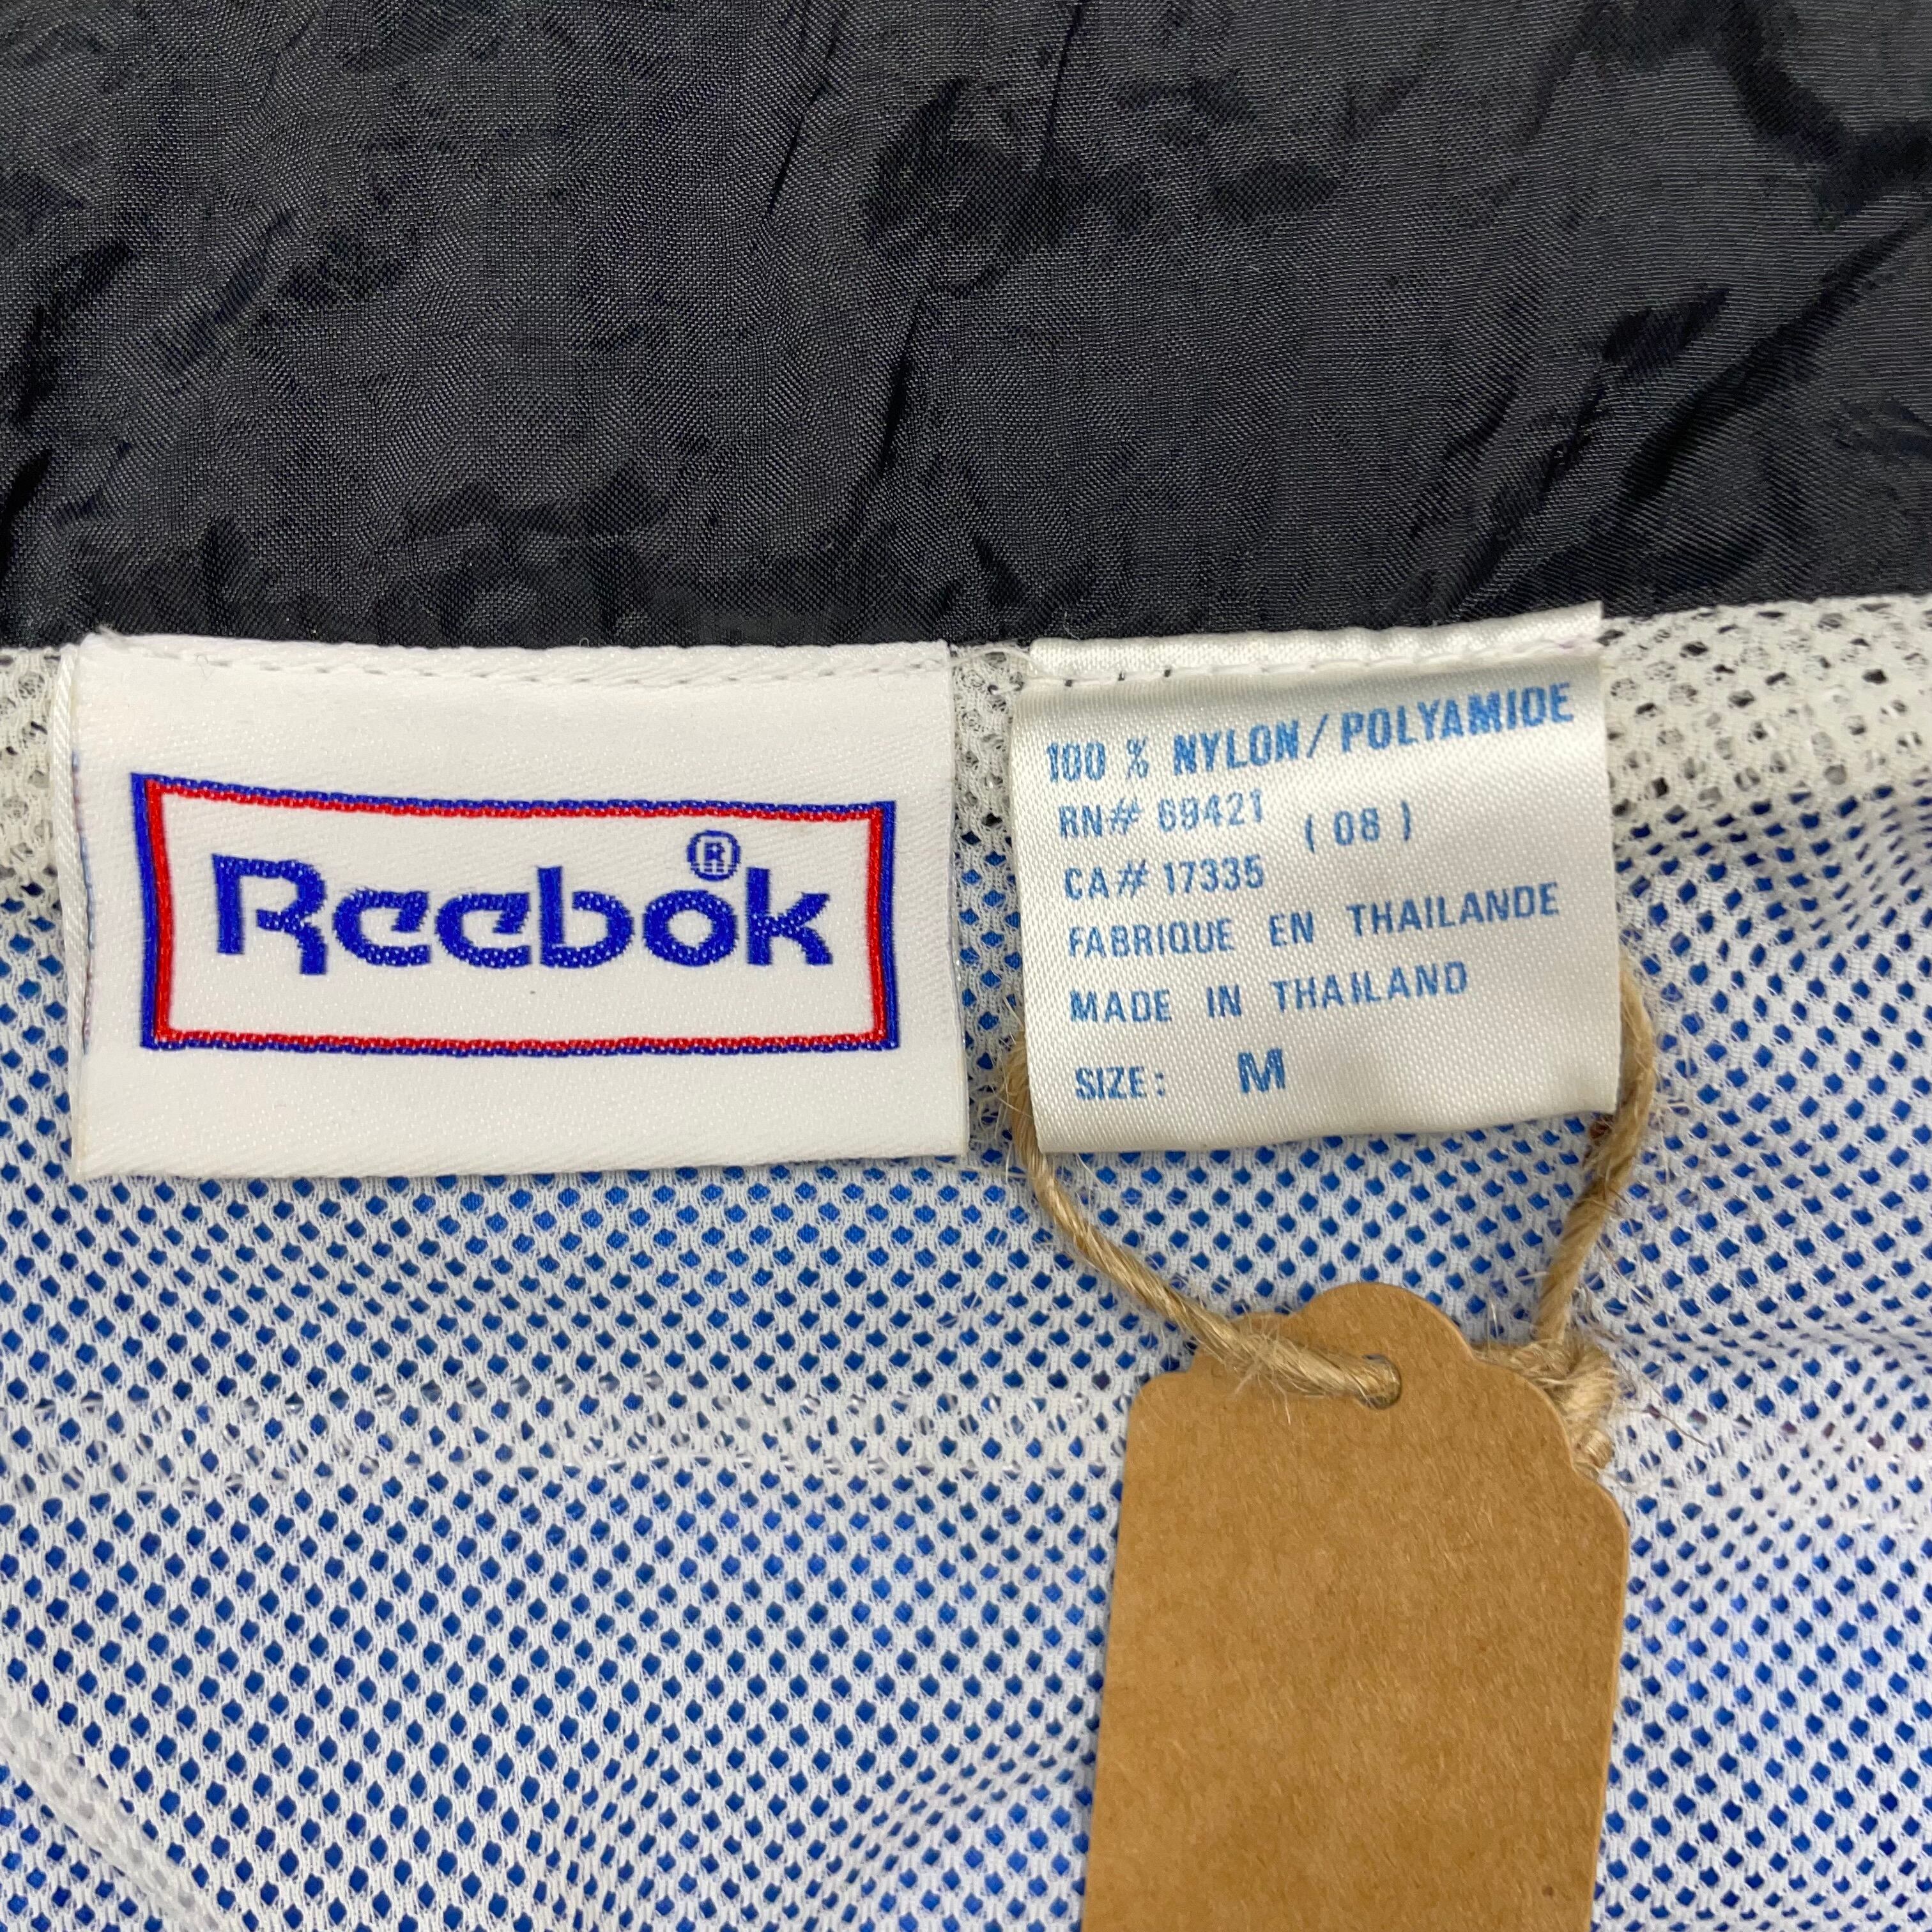 Reebok®
100 % NYLON/POLYAMIDE
RN# 69421 (08)
CA# 17335
FABRIQUE EN THAILANDE
MADE IN THAILAND
SIZE: M